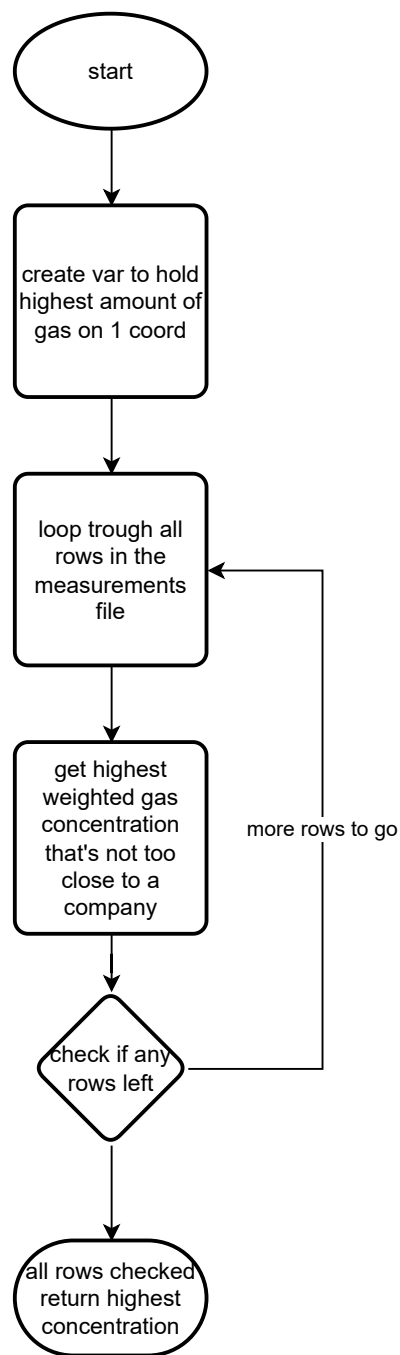 start
create var to hold
highest amount of
gas on 1 coord
loop trough all
rows in the
measurements
file
get highest
weighted gas
concentration
that's not too
close to a
company
more rows to go
check if any
rows left
all rows checked
return highest
concentration